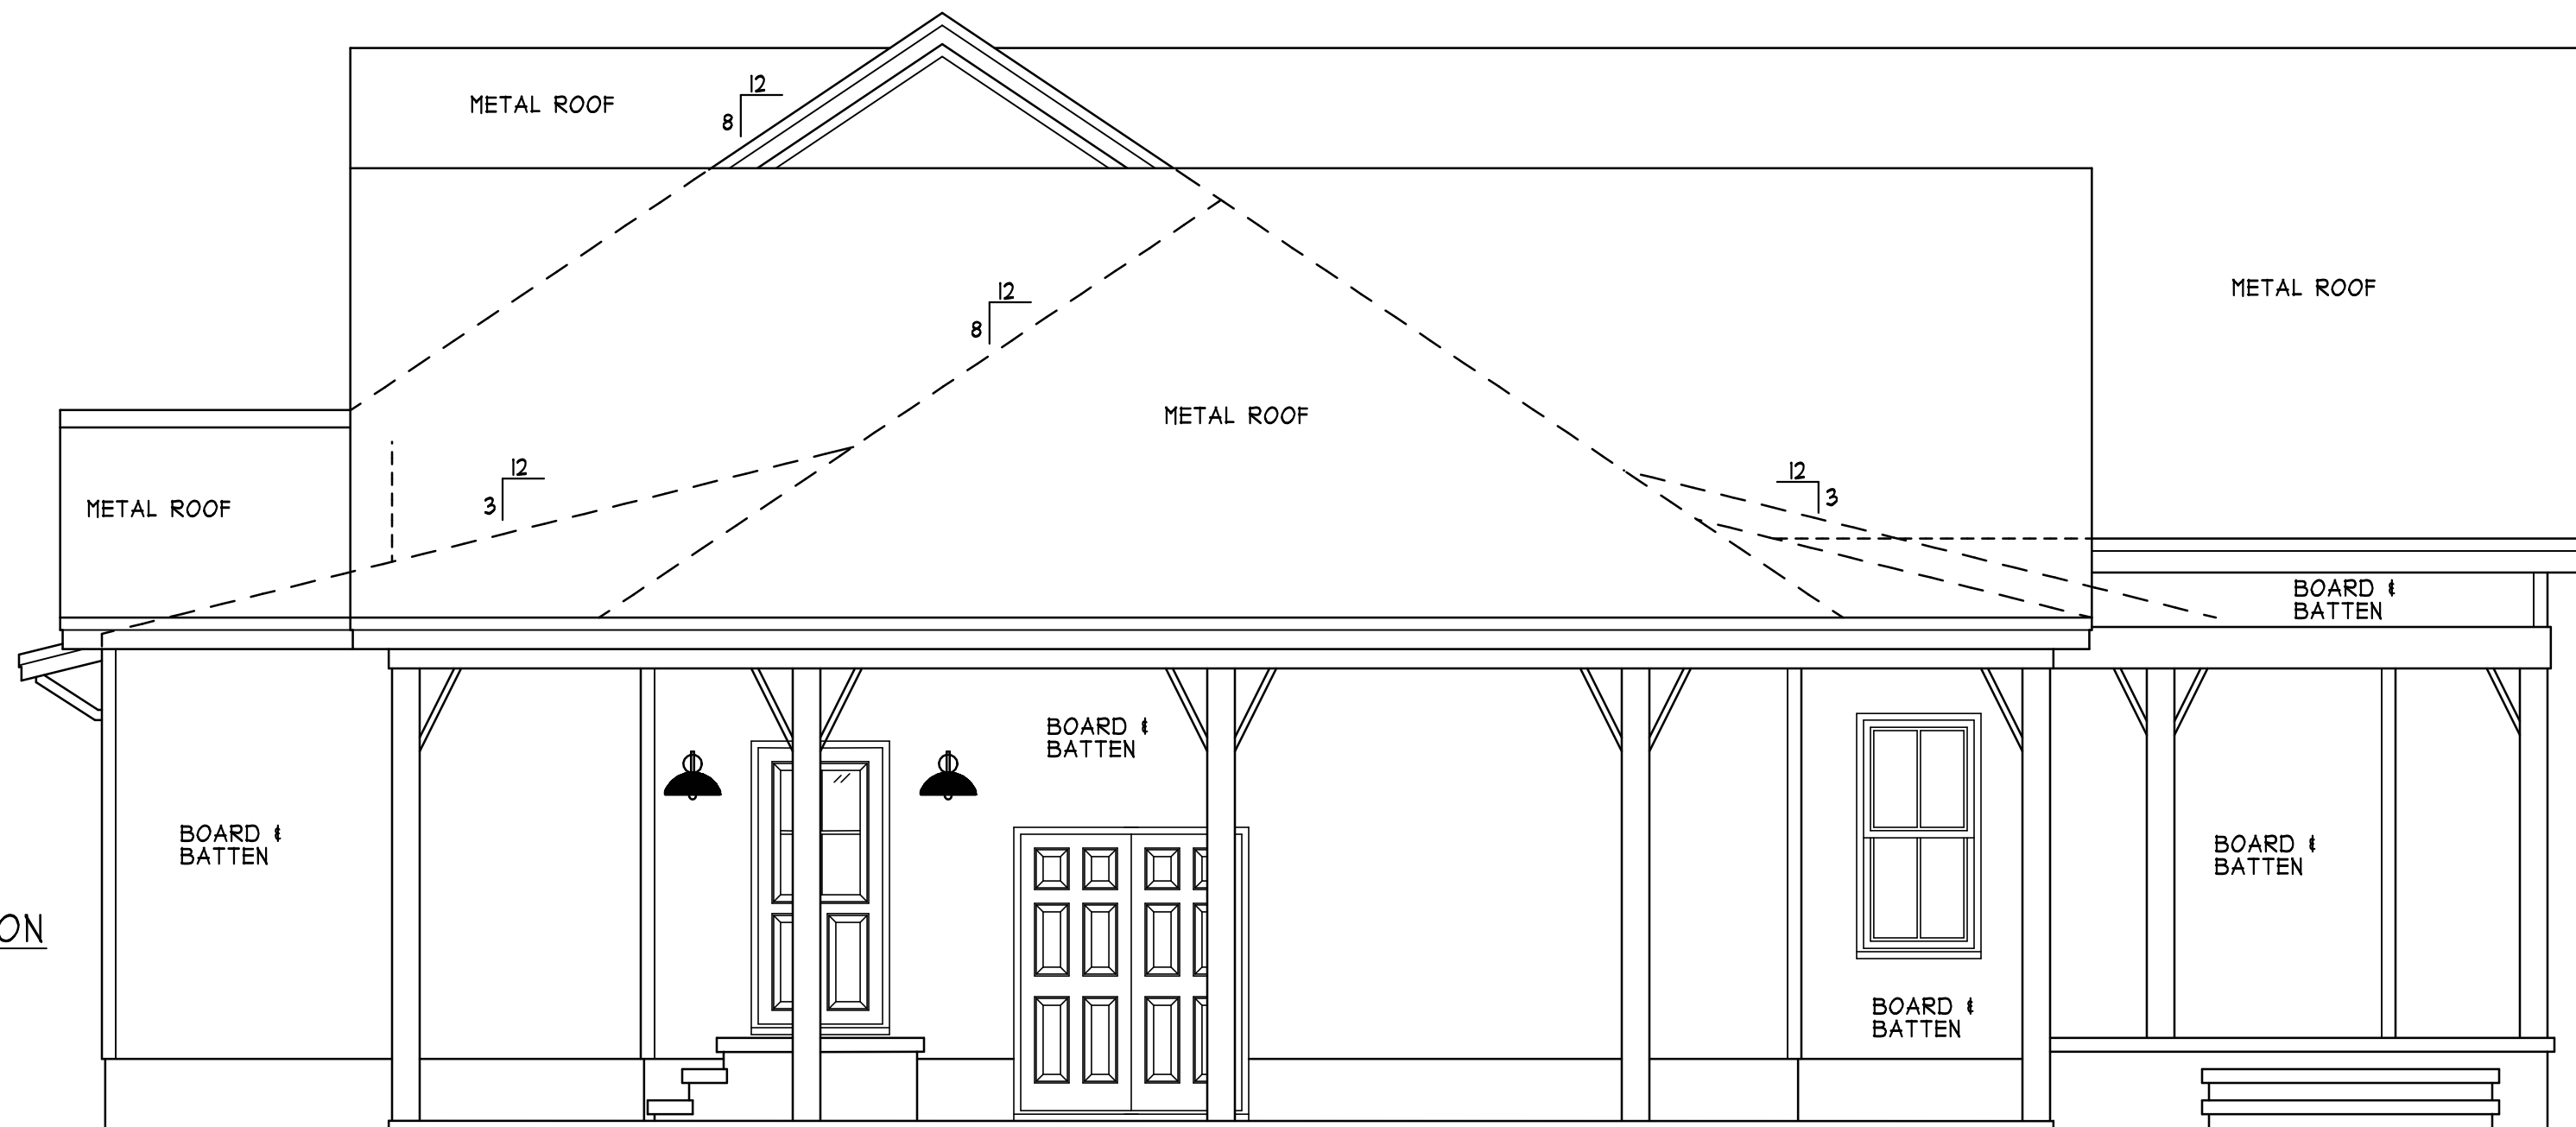 12
METAL ROOF
8
METAL ROOF
12
8
METAL ROOF
12
12
3
METAL ROOF
3
BOARD &
BATTEN
BOARD &
BATTEN
BOARD &
BATTEN
BOARD &
BATTEN
ON
BOARD &
BATTEN